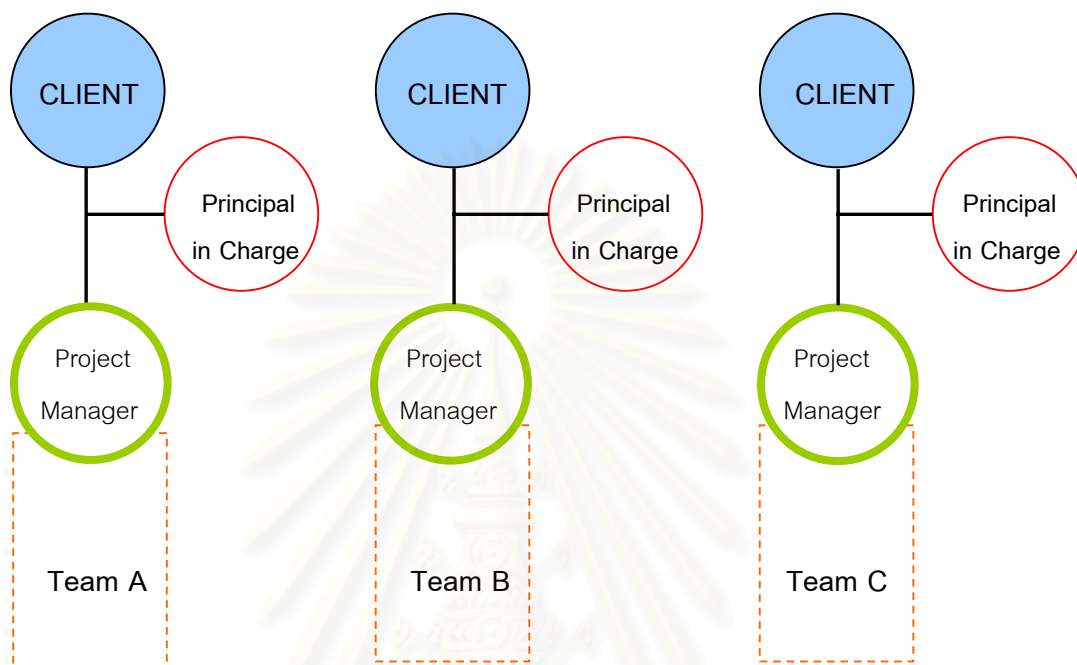 CLIENT
CLIENT
CLIENT
Principal
in Charge
Principal
in Charge
Principal
in Charge
Project
Manager
Project
Manager
Project
Manager
Team A
Team B
Team C